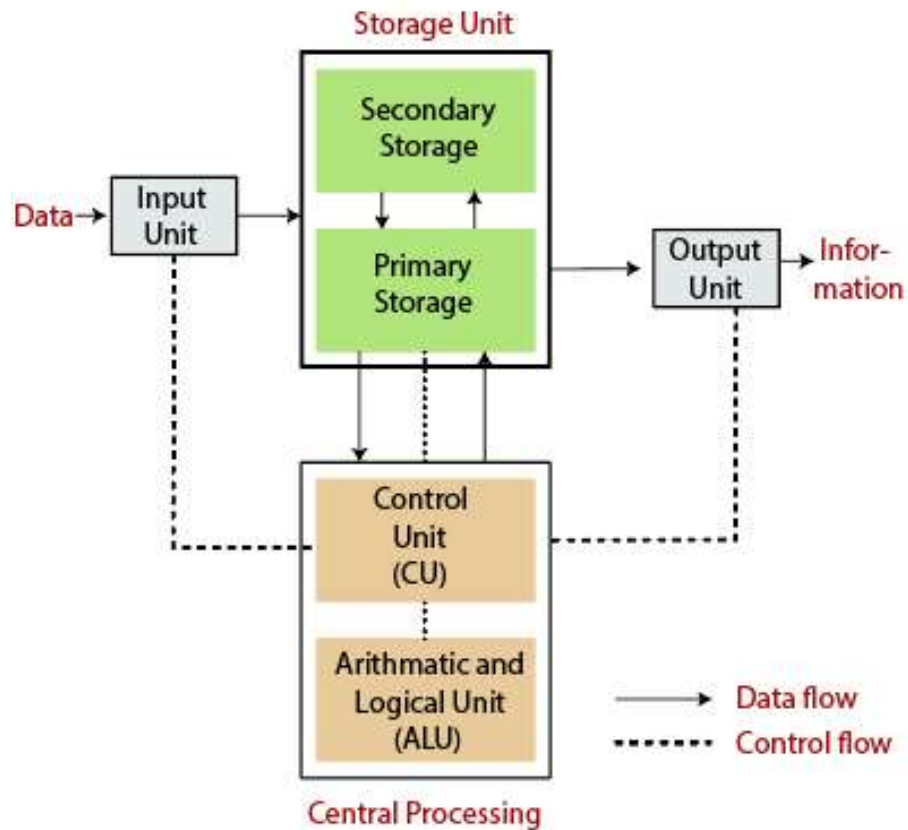 Storage Unit
Secondary
Storage
Data
Input
Unit
Primary
Storage
Output
Unit
Infor-
mation
Control
Unit
(CU)
Arithmatic and
Logical Unit
(ALU)
Data flow
Control flow
Central Processing